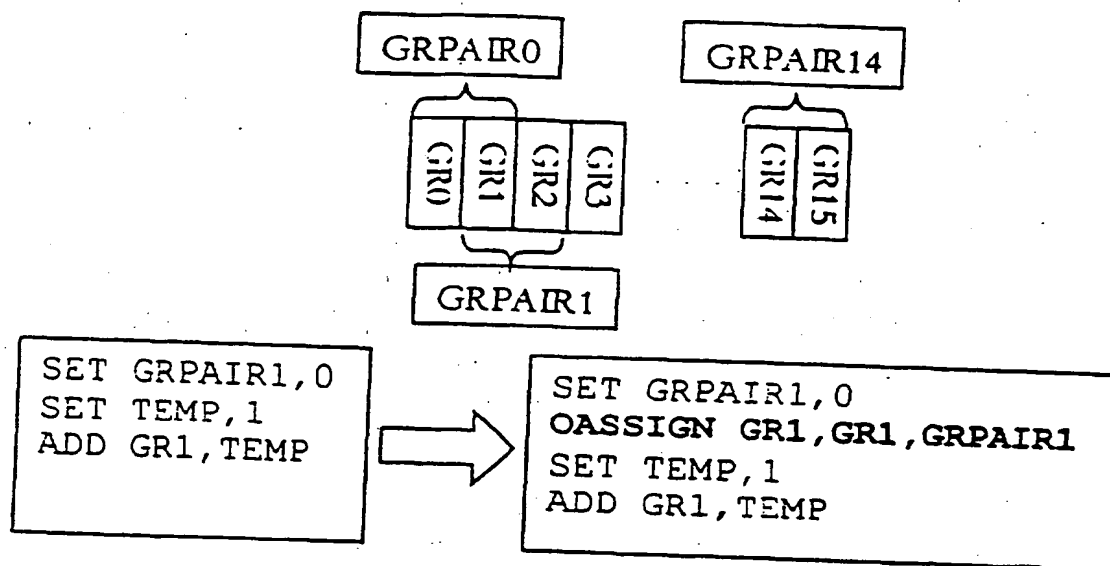 GRPAIR0
GRPAIR14
GR0
GR1
GR2
GR3
GR14
GR15
GRPAIR1
SET GRPAIR1,0
SET TEMP,1
ADD GR1,TEMP
SET GRPAIR1,0
OASSIGN GR1,GR1,GRPAIR1
SET TEMP,1
ADD GR1,TEMP